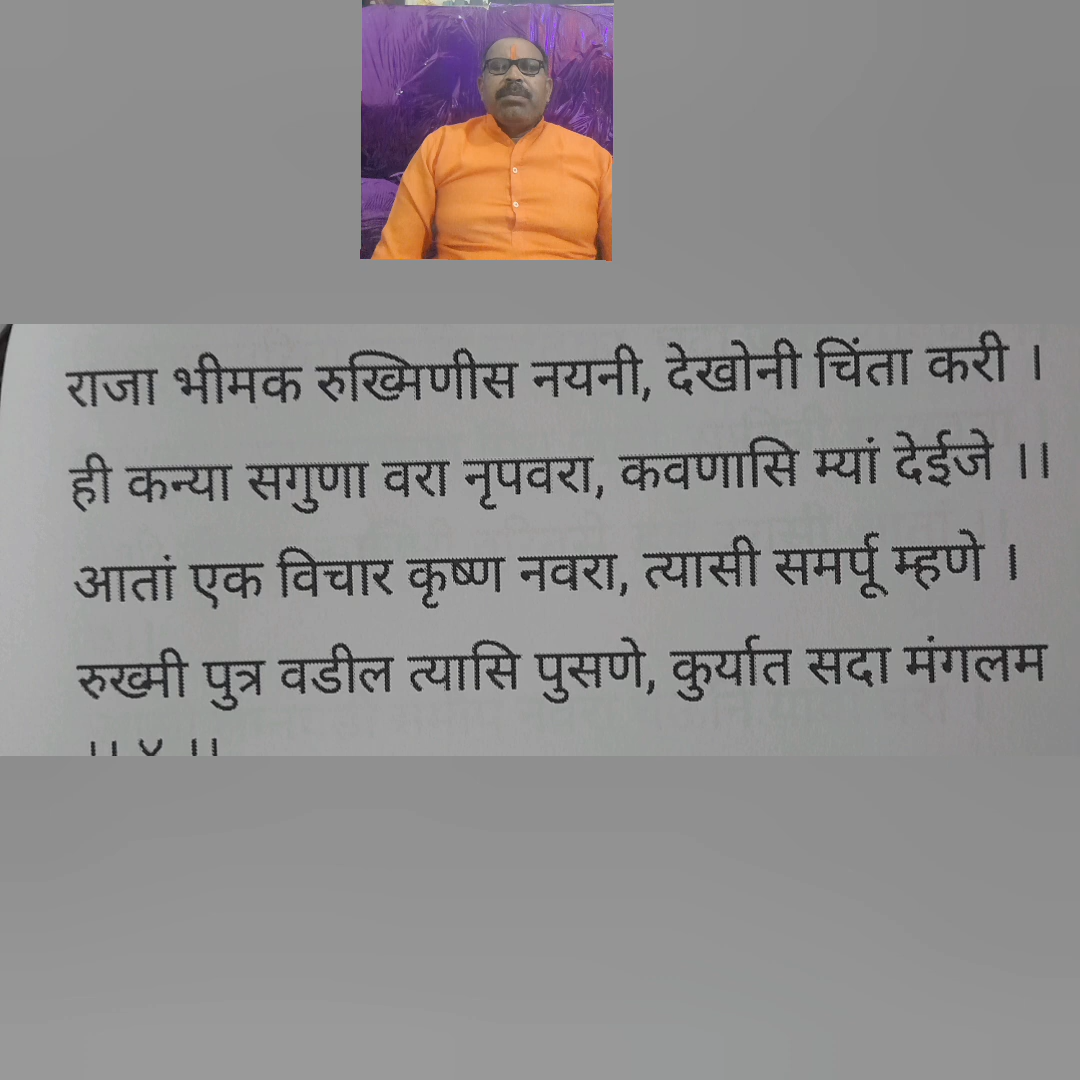 राजा भीमक रुख्मिणीस नयनी, देखोनी चिंता करी ।
ही कन्या सगुणा वरा नृपवरा, कवणासि म्यां देईजे ।।
आतां एक विचार कृष्ण नवरा, त्यासी समर्पू म्हणे ।
रुख्मी पुत्र वडील त्यासि पुसणे, कुर्यात सदा मंगलम